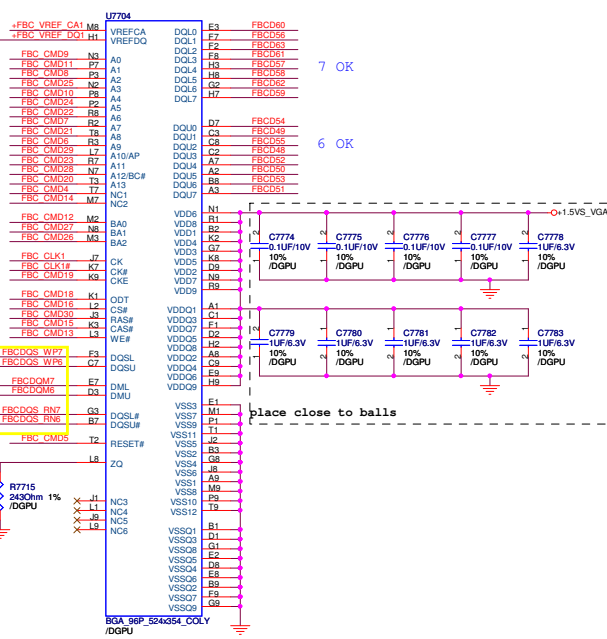 U7704
+FBC_VREF_CA1 M8 VREFCA DQL0 E3 FBCD60
+FBC_VREF_DQ1 H1 VREFDQ DQL1 F7 FBCD56
DQL2 F2 FBCD63
FBC_CMD9 N3 A0 DQL3 F8 FBCD61
FBC_CMD11 P7 A1 DQL4 H3 FBCD57
FBC_CMD8 P3 A2 DQL5 H8 FBCD58
FBC_CMD25 N2 A3 DQL6 G2 FBCD62
FBC_CMD10 P8 A4 DQL7 H7 FBCD59
7 OK
FBC_CMD24 P2 A5
FBC_CMD22 R8 A6
FBC_CMD7 R2 A7 DQU0 D7 FBCD54
FBC_CMD21 T8 A8 DQU1 C3 FBCD49
FBC_CMD6 R3 A9 DQU2 C8 FBCD55
FBC_CMD29 L7 A10/AP DQU3 C2 FBCD48
FBC_CMD23 R7 A11 DQU4 A7 FBCD52
FBC_CMD28 N7 A12/BC# DQU5 A2 FBCD50
FBC_CMD20 T3 A13 DQU6 B8 FBCD53
FBC_CMD4 T7 NC1 DQU7 A3 FBCD51
FBC_CMD14 M7 NC2
6 OK
FBC_CMD12 M2 BA0
FBC_CMD27 N8 BA1
FBC_CMD26 M3 BA2
VDD6 N1
VDD8 R1
VDD1 B2
VDD4 K2
VDD3 G7
VDD5 K8
VDD2 D9
VDD7 N9
VDD9 R9
+1.5VS_VGA
FBC_CLK1 J7 CK
FBC_CLK1# K7 CK#
FBC_CMD19 K9 CKE
C7774 C7775 C7776 C7777 C7778
0.1UF/10V 0.1UF/10V 0.1UF/10V 0.1UF/10V 1UF/6.3V
10% 10% 10% 10% 10%
/DGPU /DGPU /DGPU /DGPU /DGPU
FBC_CMD18 K1 ODT
FBC_CMD16 L2 CS#
FBC_CMD30 J3 RAS#
FBC_CMD15 K3 CAS#
FBC_CMD13 L3 WE#
VDDQ1 A1
VDDQ3 C1
VDDQ7 F1
VDDQ5 D2
VDDQ8 H2
VDDQ2 A8
VDDQ4 C9
VDDQ6 E9
VDDQ9 H9
C7779 C7780 C7781 C7782 C7783
1UF/6.3V 1UF/6.3V 1UF/6.3V 1UF/6.3V 1UF/6.3V
10% 10% 10% 10% 10%
/DGPU /DGPU /DGPU /DGPU /DGPU
FBCDQS_WP7 F3 DQSL
FBCDQS_WP6 C7 DQSU
FBCDQM7 E7 DML
FBCDQM6 D3 DMU
FBCDQS_RN7 G3 DQSL#
FBCDQS_RN6 B7 DQSU#
FBC_CMD5 T2 RESET#
VSS3 E1
VSS7 M1
VSS9 P1
VSS11 T1
VSS5 J2
VSS2 B3
VSS4 G8
VSS6 J8
VSS1 A9
VSS8 M9
VSS10 P9
VSS12 T9
place close to balls
L8 ZQ
R7715
243Ohm 1%
/DGPU
J1 NC3
L1 NC4
J9 NC5
L9 NC6
VSSQ1 B1
VSSQ3 D1
VSSQ8 G1
VSSQ5 E2
VSSQ4 D8
VSSQ6 E8
VSSQ2 B9
VSSQ7 F9
VSSQ9 G9
BGA_96P_524x354_COLY
/DGPU